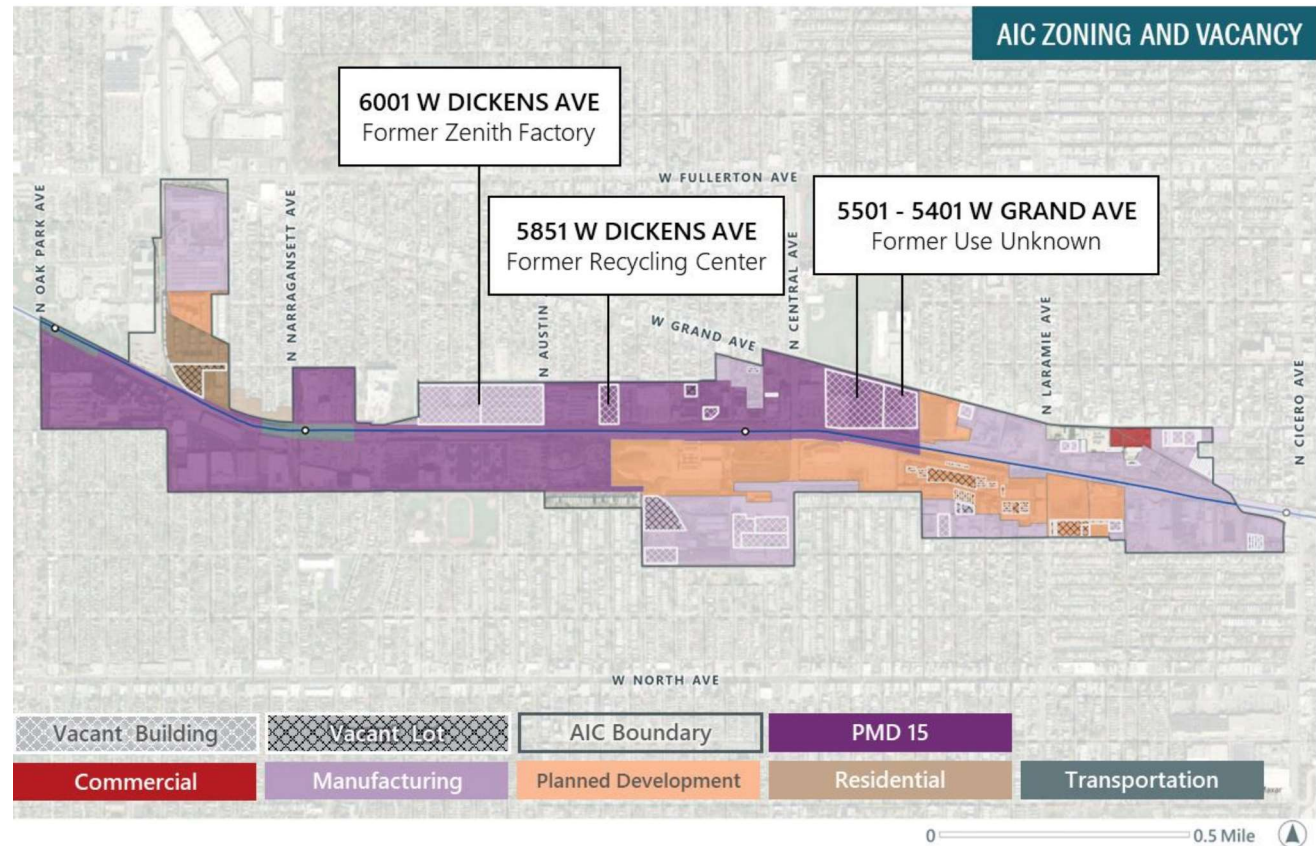 AIC ZONING AND VACANCY
6001 W DICKENS AVE
Former Zenith Factory
W FULLERTON AVE
5851 W DICKENS AVE
Former Recycling Center
5501 - 5401 W GRAND AVE
Former Use Unknown
N OAK PARK AVE
N NARRAGANSETT AVE
N AUSTIN
W GRAND AVE
N CENTRAL AVE
N LARAMIE AVE
N CICERO AVE
W NORTH AVE
Vacant Building
Vacant Lot
AIC Boundary
PMD 15
Commercial
Manufacturing
Planned Development
Residential
Transportation
0
0.5 Mile